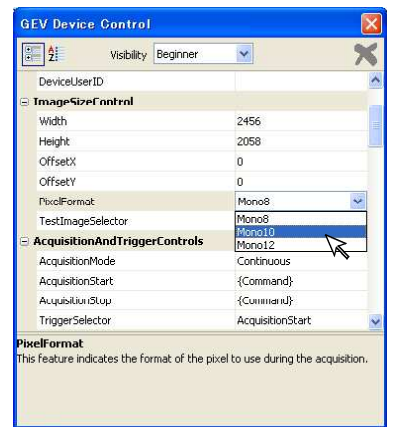 GEV Device Control
Visibility Beginner
DeviceUserID
ImageSizeControl
Width 2456
Height 2058
OffsetX 0
OffsetY 0
PixelFormat Mono8
TestImageSelector Mono8
Mono10
AcquisitionAndTriggerControls Mono12
AcquisitionMode Continuous
AcquisitionStart {Command}
AcquisitionStop {Command}
TriggerSelector AcquisitionStart
PixelFormat
This feature indicates the format of the pixel to use during the acquisition.